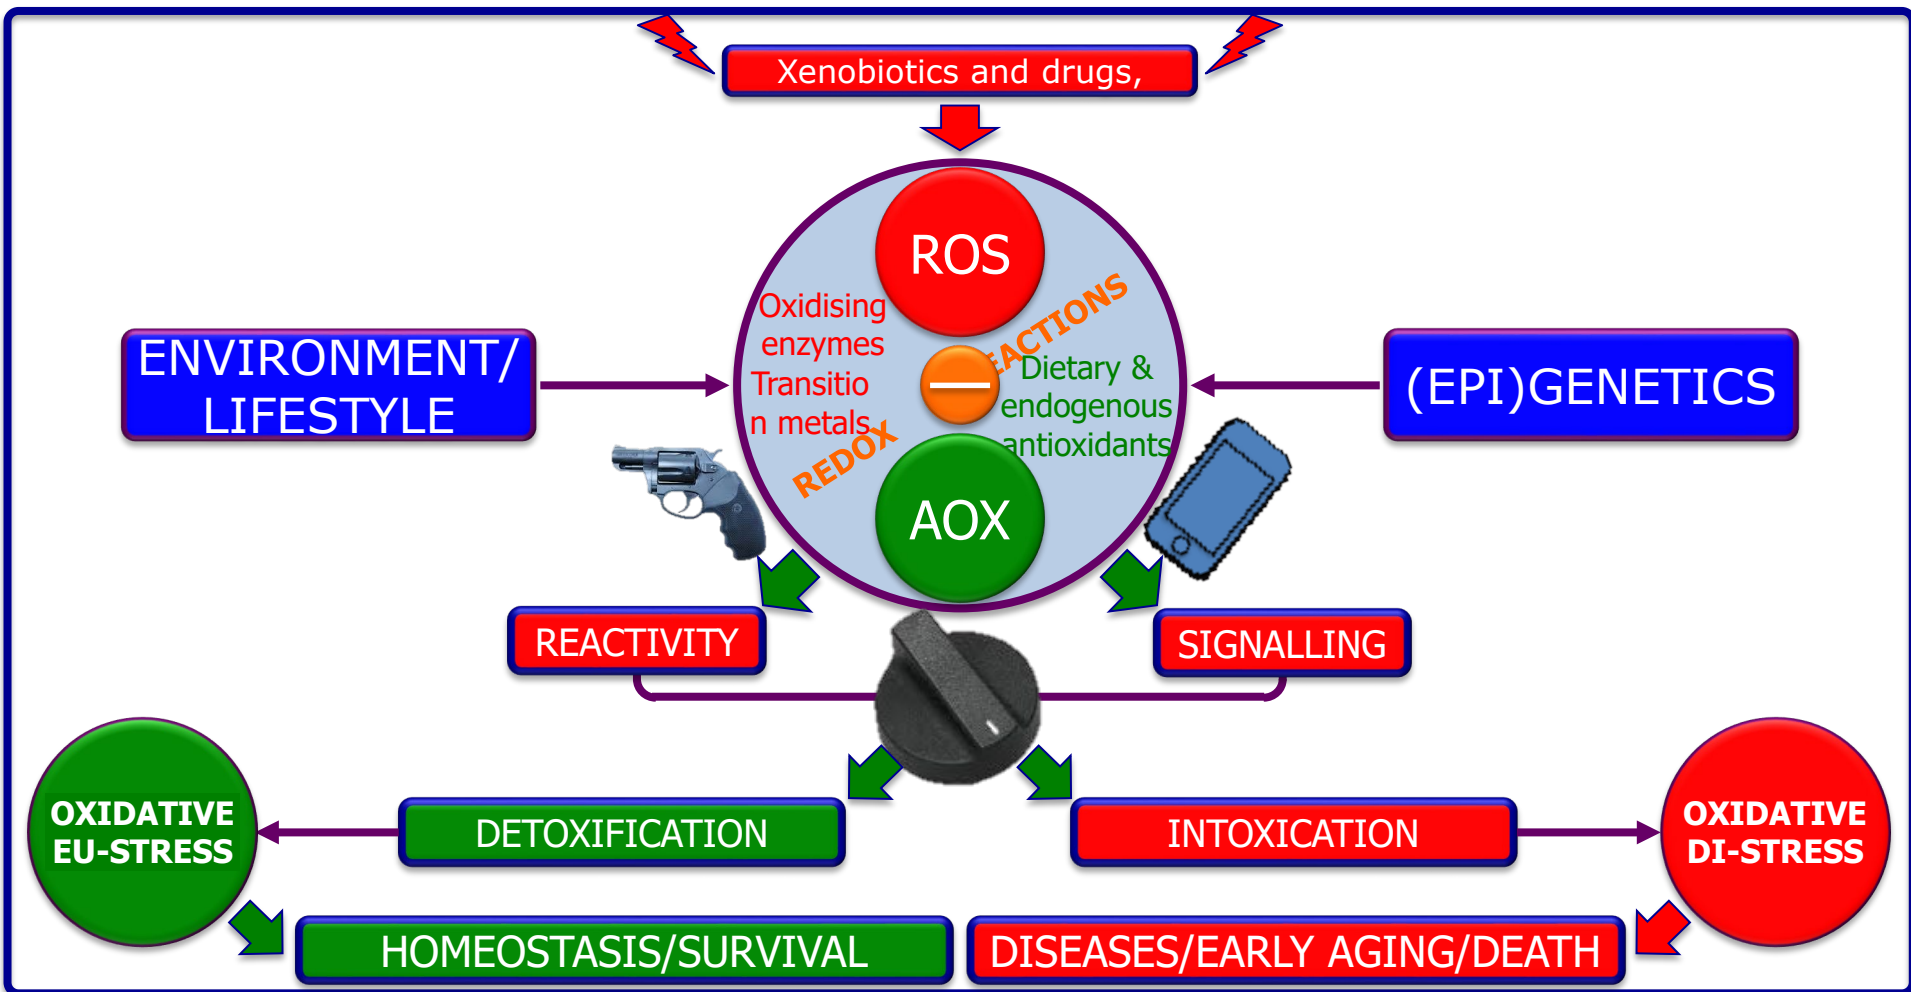 Xenobiotics and drugs,
ROS
REDOX
EACTIONS
Oxidising
enzymes
Transitio
n metals
Dietary &
endogenous
antioxidants
AOX
ENVIRONMENT/
LIFESTYLE
(EPI)GENETICS
REACTIVITY
SIGNALLING
OXIDATIVE
EU-STRESS
DETOXIFICATION
INTOXICATION
OXIDATIVE
DI-STRESS
HOMEOSTASIS/SURVIVAL
DISEASES/EARLY AGING/DEATH